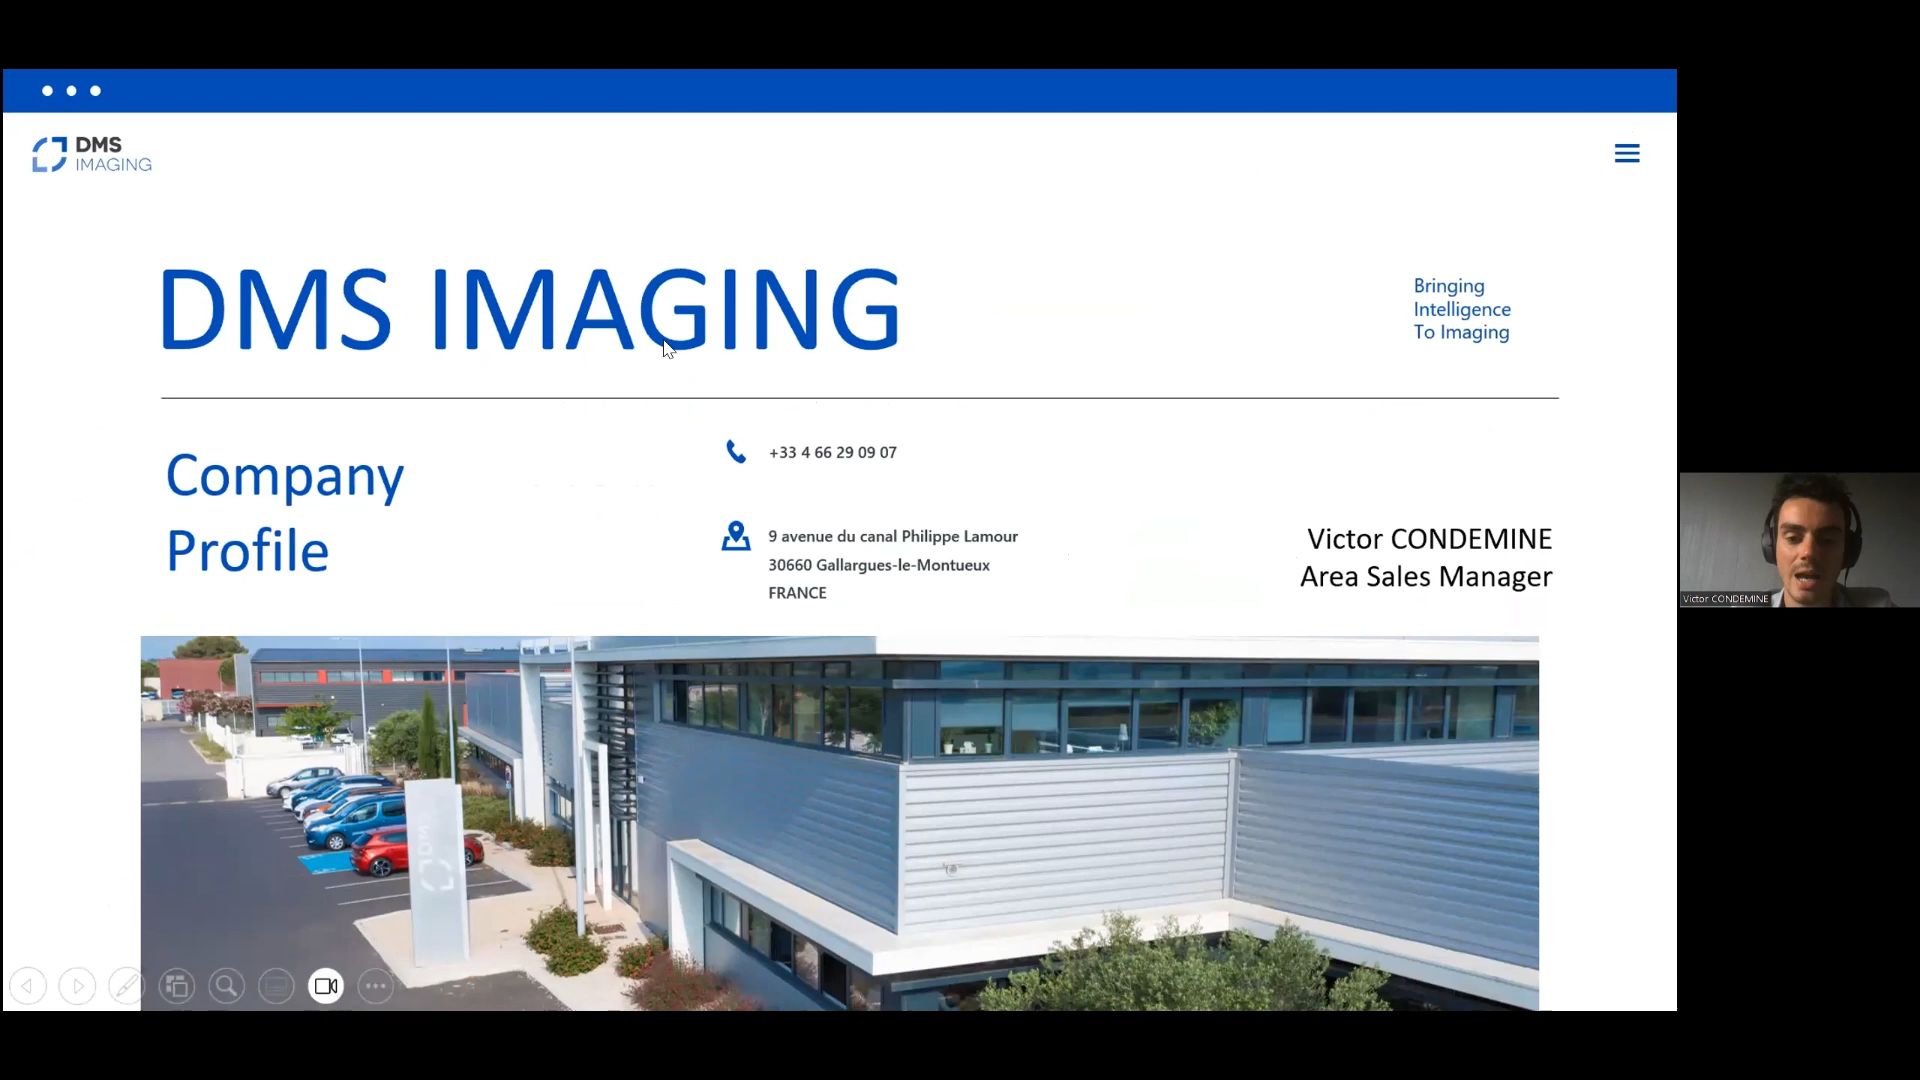 DMS
IMAGING
DMS IMAGING
Bringing
Intelligence
To Imaging
Company
Profile
+33 4 66 29 09 07
9 avenue du canal Philippe Lamour
30660 Gallargues-le-Montueux
FRANCE
Victor CONDEMINE
Area Sales Manager
Victor CONDEMINE